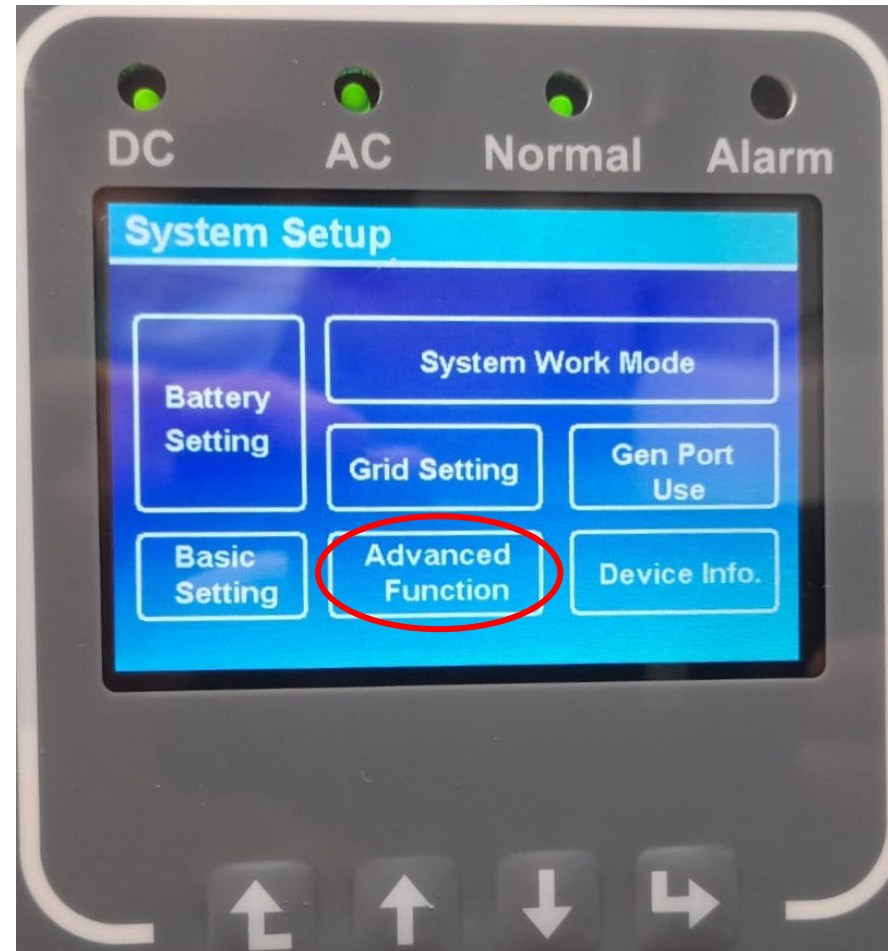 DC AC Normal Alarm
System Setup
Battery
Setting
System Work Mode
Grid Setting
Gen Port
Use
Basic
Setting
Advanced
Function
Device Info.